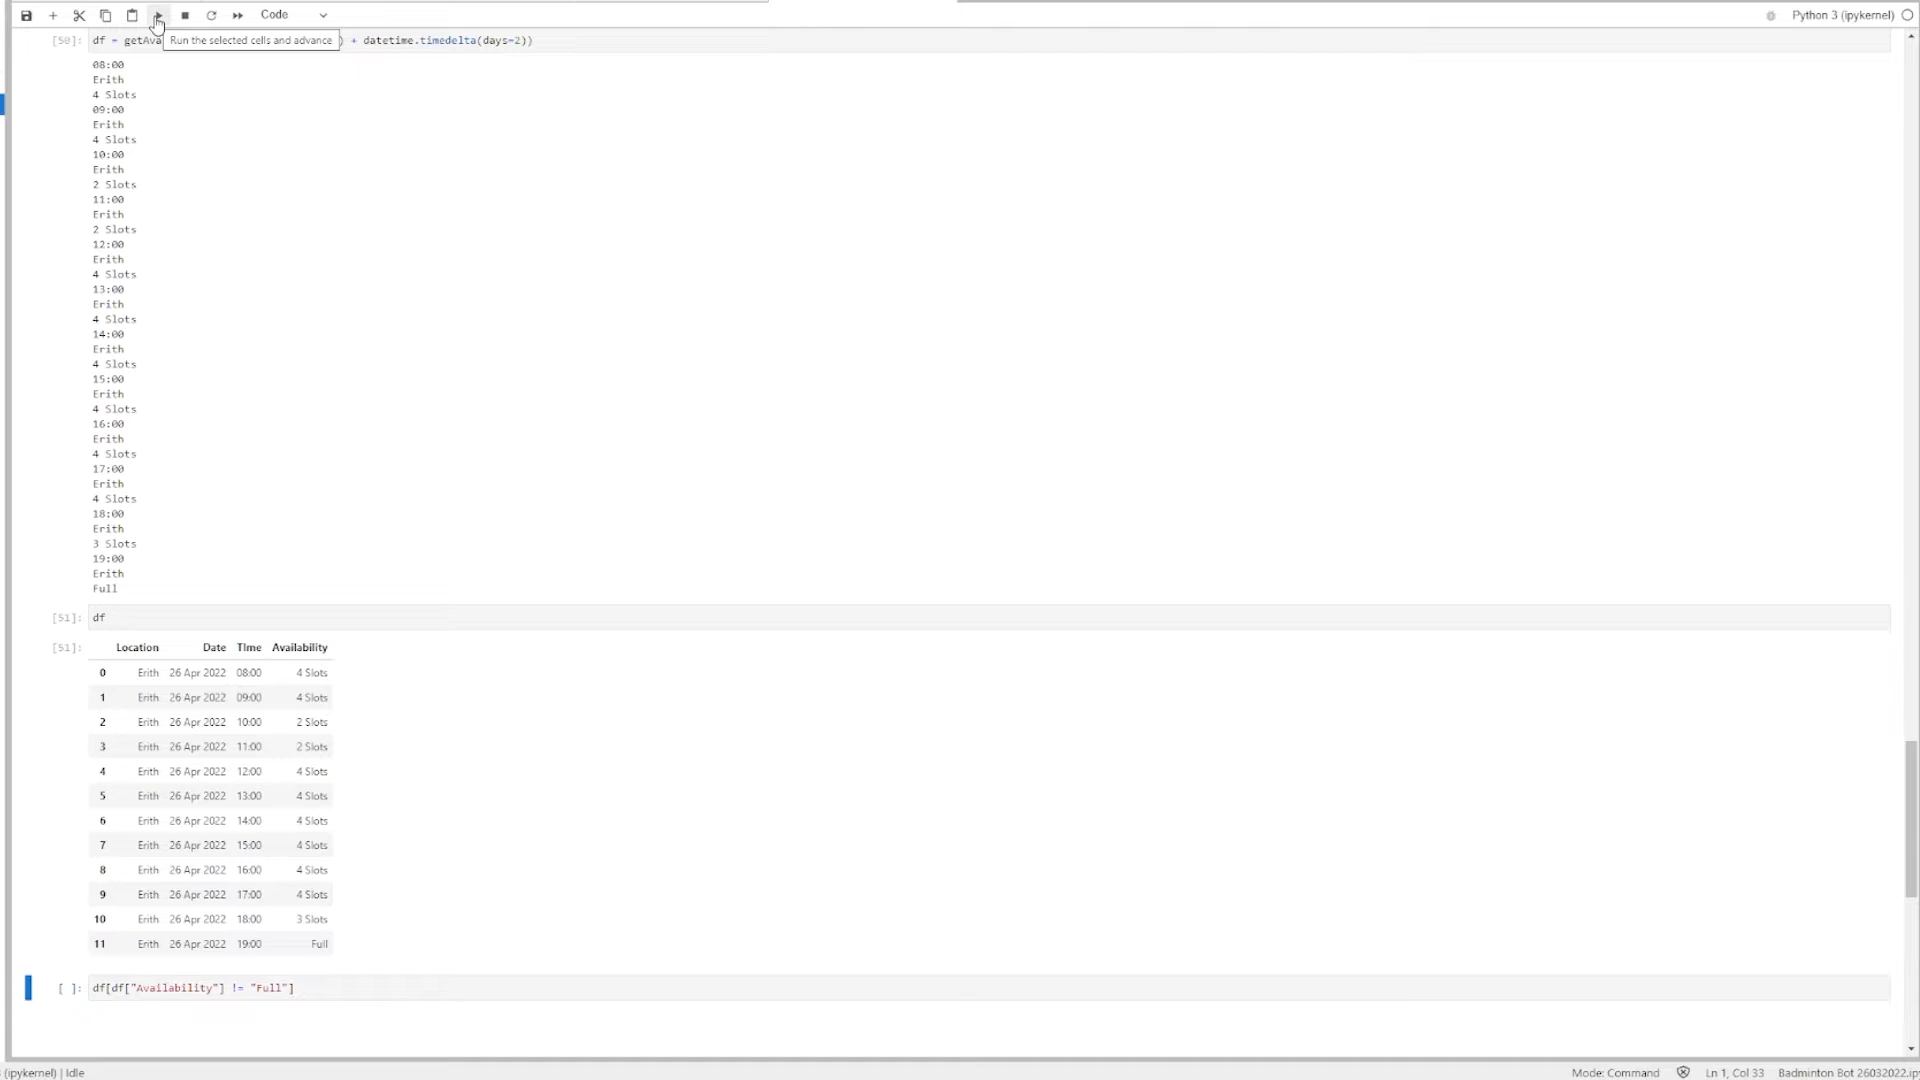 Code
Python 3 (ipykernel)
[50]: df = getAva ) + datetime.timedelta(days=2))
Run the selected cells and advance
08:00
Erith
4 Slots
09:00
Erith
4 Slots
10:00
Erith
2 Slots
11:00
Erith
2 Slots
12:00
Erith
4 Slots
13:00
Erith
4 Slots
14:00
Erith
4 Slots
15:00
Erith
4 Slots
16:00
Erith
4 Slots
17:00
Erith
4 Slots
18:00
Erith
3 Slots
19:00
Erith
Full
[51]: df
[51]: Location Date Time Availability
0 Erith 26 Apr 2022 08:00 4 Slots
1 Erith 26 Apr 2022 09:00 4 Slots
2 Erith 26 Apr 2022 10:00 2 Slots
3 Erith 26 Apr 2022 11:00 2 Slots
4 Erith 26 Apr 2022 12:00 4 Slots
5 Erith 26 Apr 2022 13:00 4 Slots
6 Erith 26 Apr 2022 14:00 4 Slots
7 Erith 26 Apr 2022 15:00 4 Slots
8 Erith 26 Apr 2022 16:00 4 Slots
9 Erith 26 Apr 2022 17:00 4 Slots
10 Erith 26 Apr 2022 18:00 3 Slots
11 Erith 26 Apr 2022 19:00 Full
[ ]: df[df["Availability"] != "Full"]
(ipykernel) | Idle
Mode: Command Ln 1, Col 33 Badminton Bot 26032022.ip